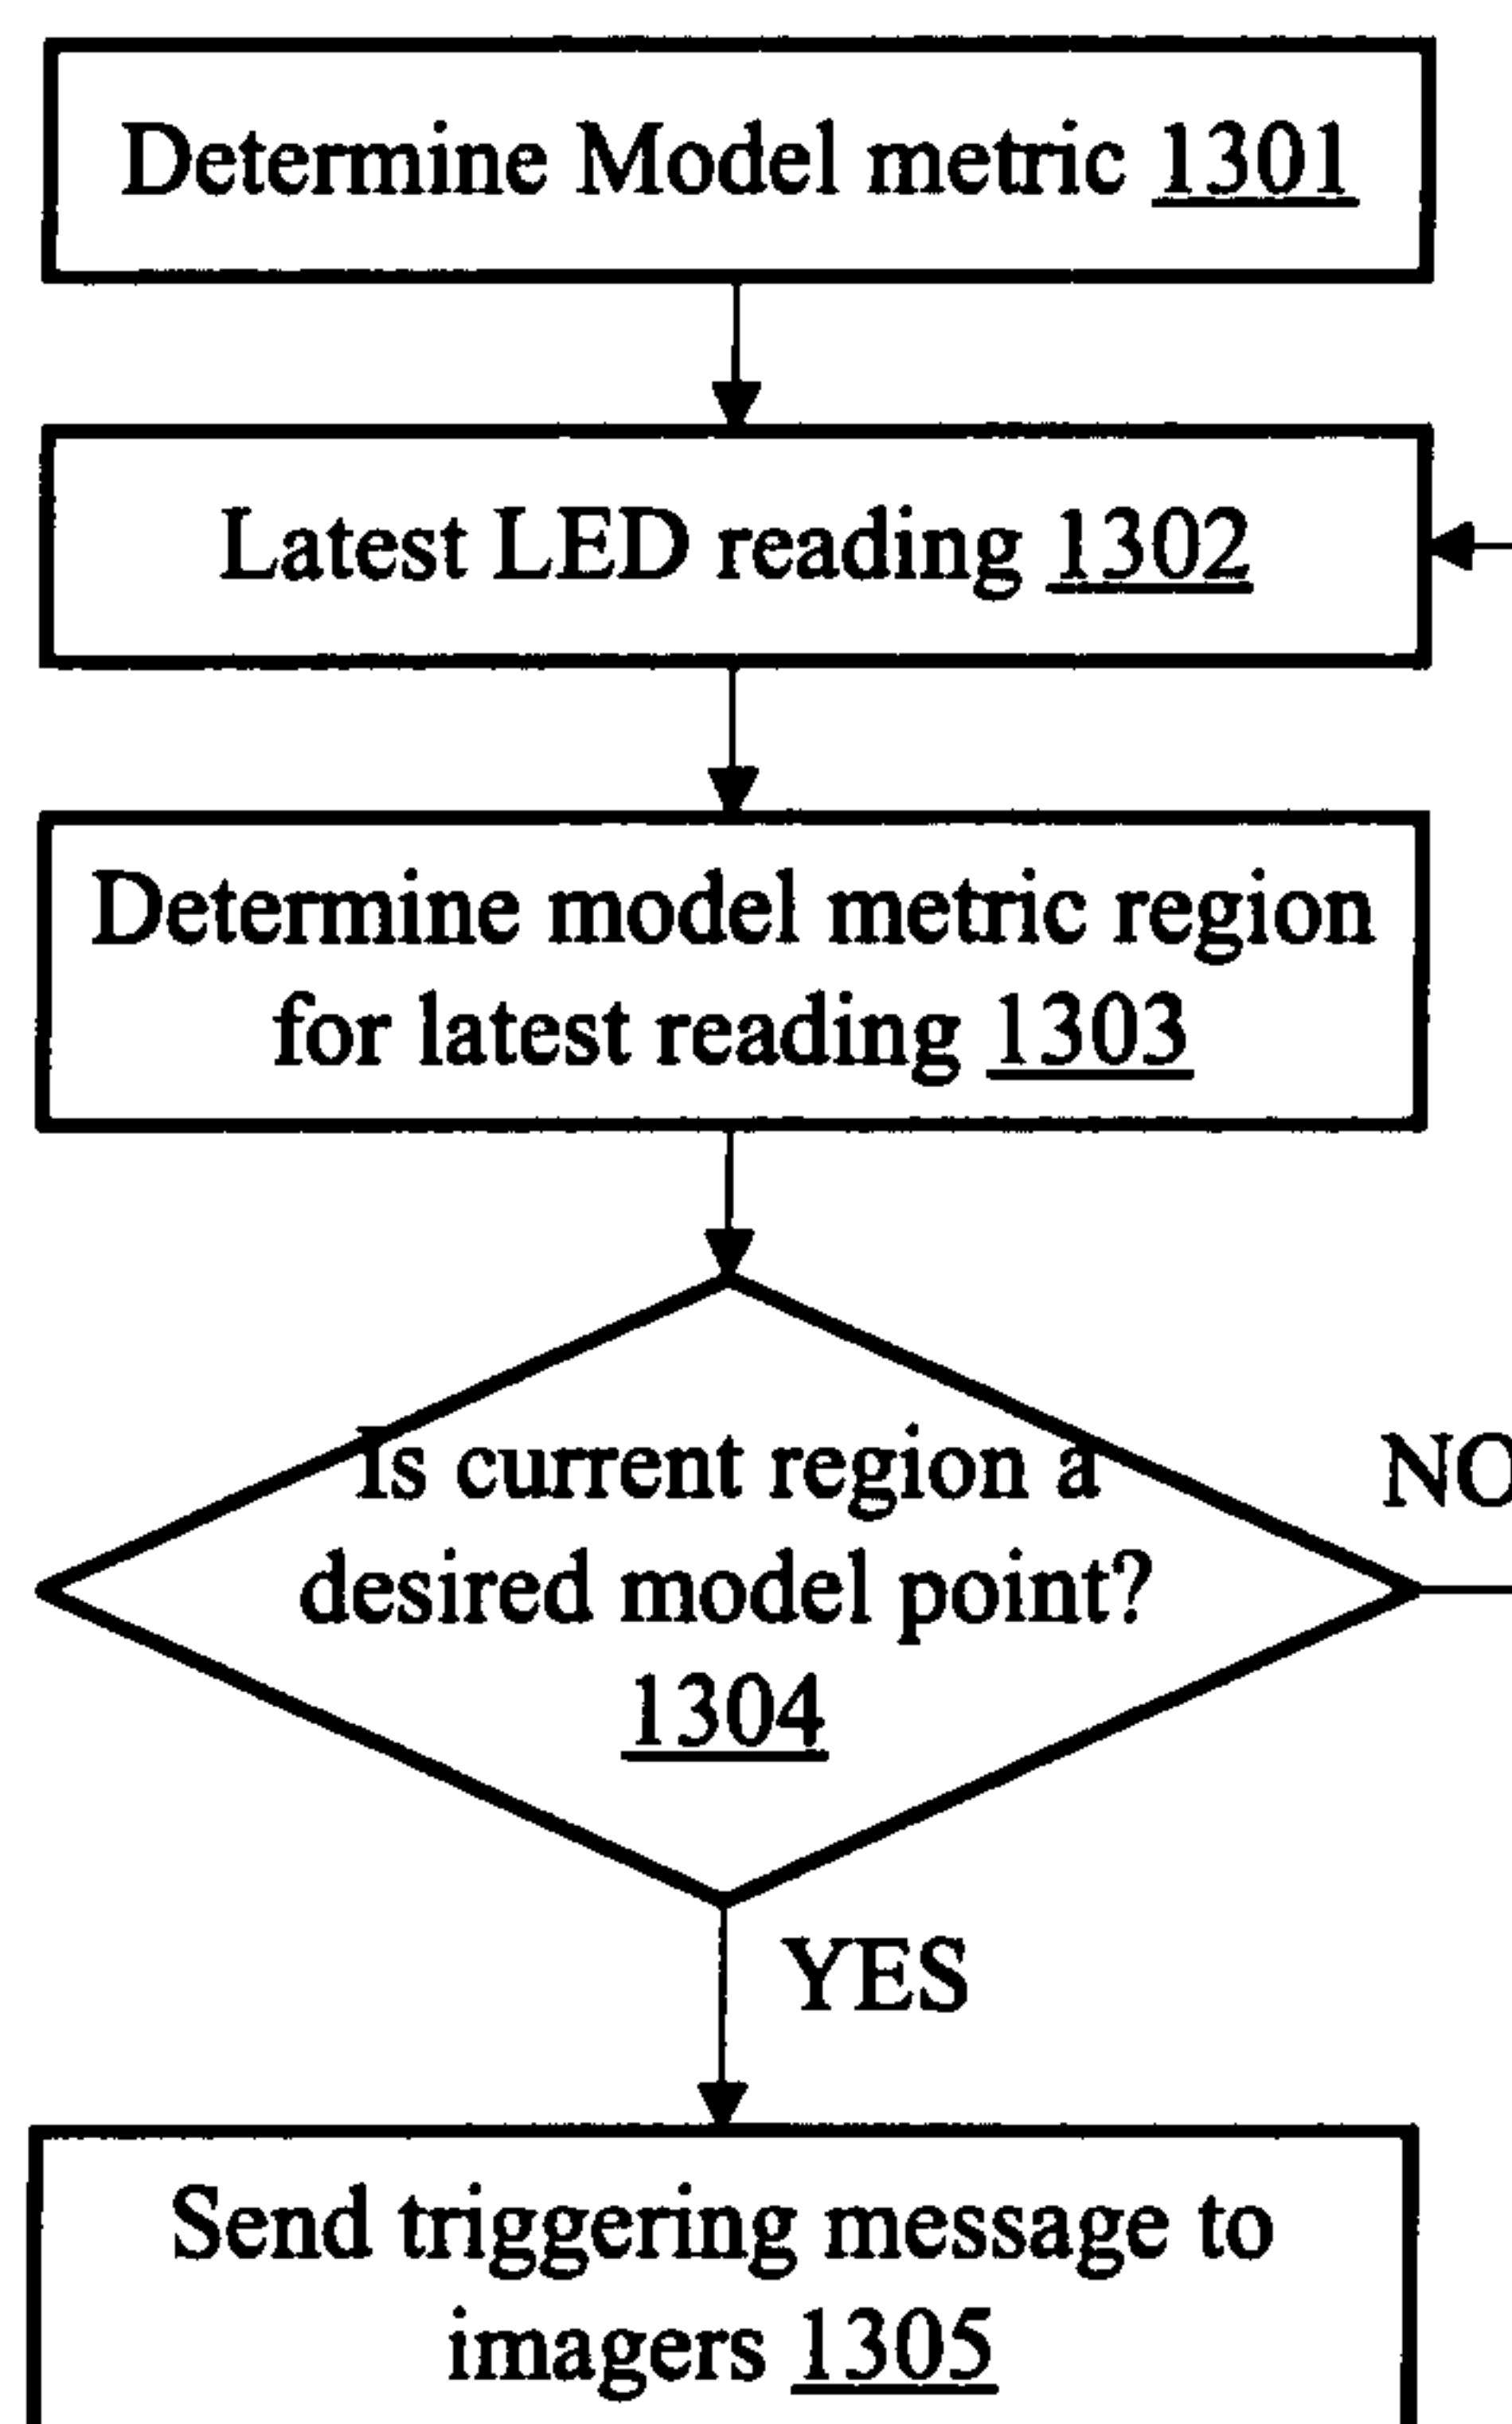 Determine Model metric 1301
Latest LED reading 1302
Determine model metric region
for latest reading 1303
Is current region a
desired model point?
1304
NO
YES
Send triggering message to
imagers 1305